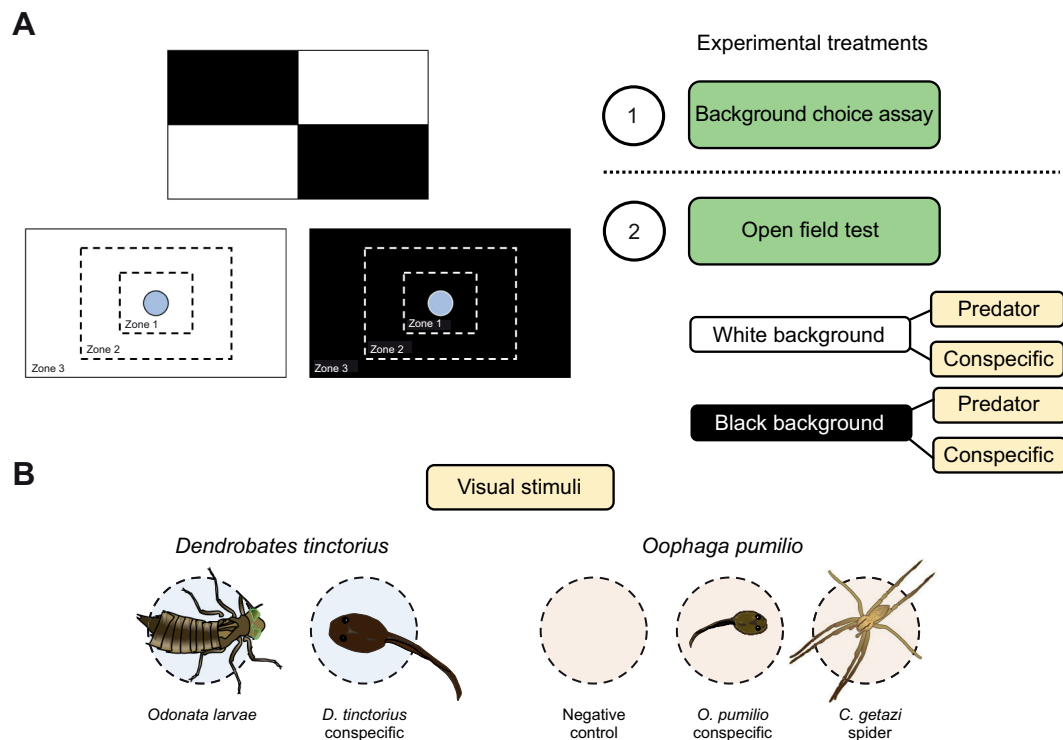 A
Experimental treatments
1
Background choice assay
2
Open field test
Zone 1
Zone 2
Zone 3
Zone 1
Zone 2
Zone 3
White background
Predator
Conspecific
Black background
Predator
Conspecific
B
Visual stimuli
Dendrobates tinctorius
Oophaga pumilio
Odonata larvae
D. tinctorius
conspecific
Negative
control
O. pumilio
conspecific
C. getazi
spider